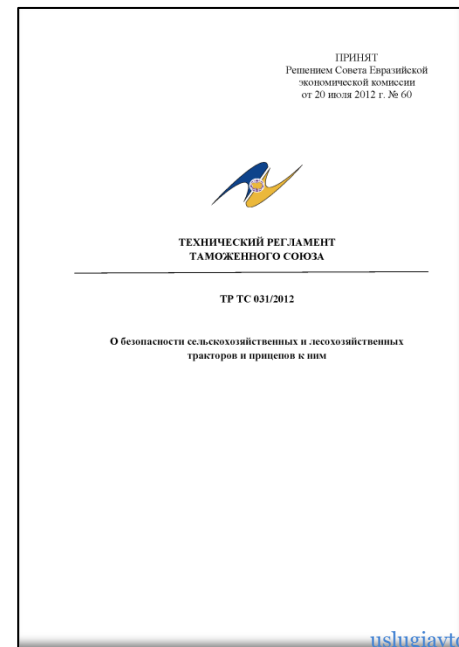 ПРИНЯТ
Решением Совета Евразийской
экономической комиссии
от 20 июля 2012 г. № 60
ТЕХНИЧЕСКИЙ РЕГЛАМЕНТ
ТАМОЖЕННОГО СОЮЗА
ТР ТС 031/2012
О безопасности сельскохозяйственных и лесохозяйственных
тракторов и прицепов к ним
uslugiavto